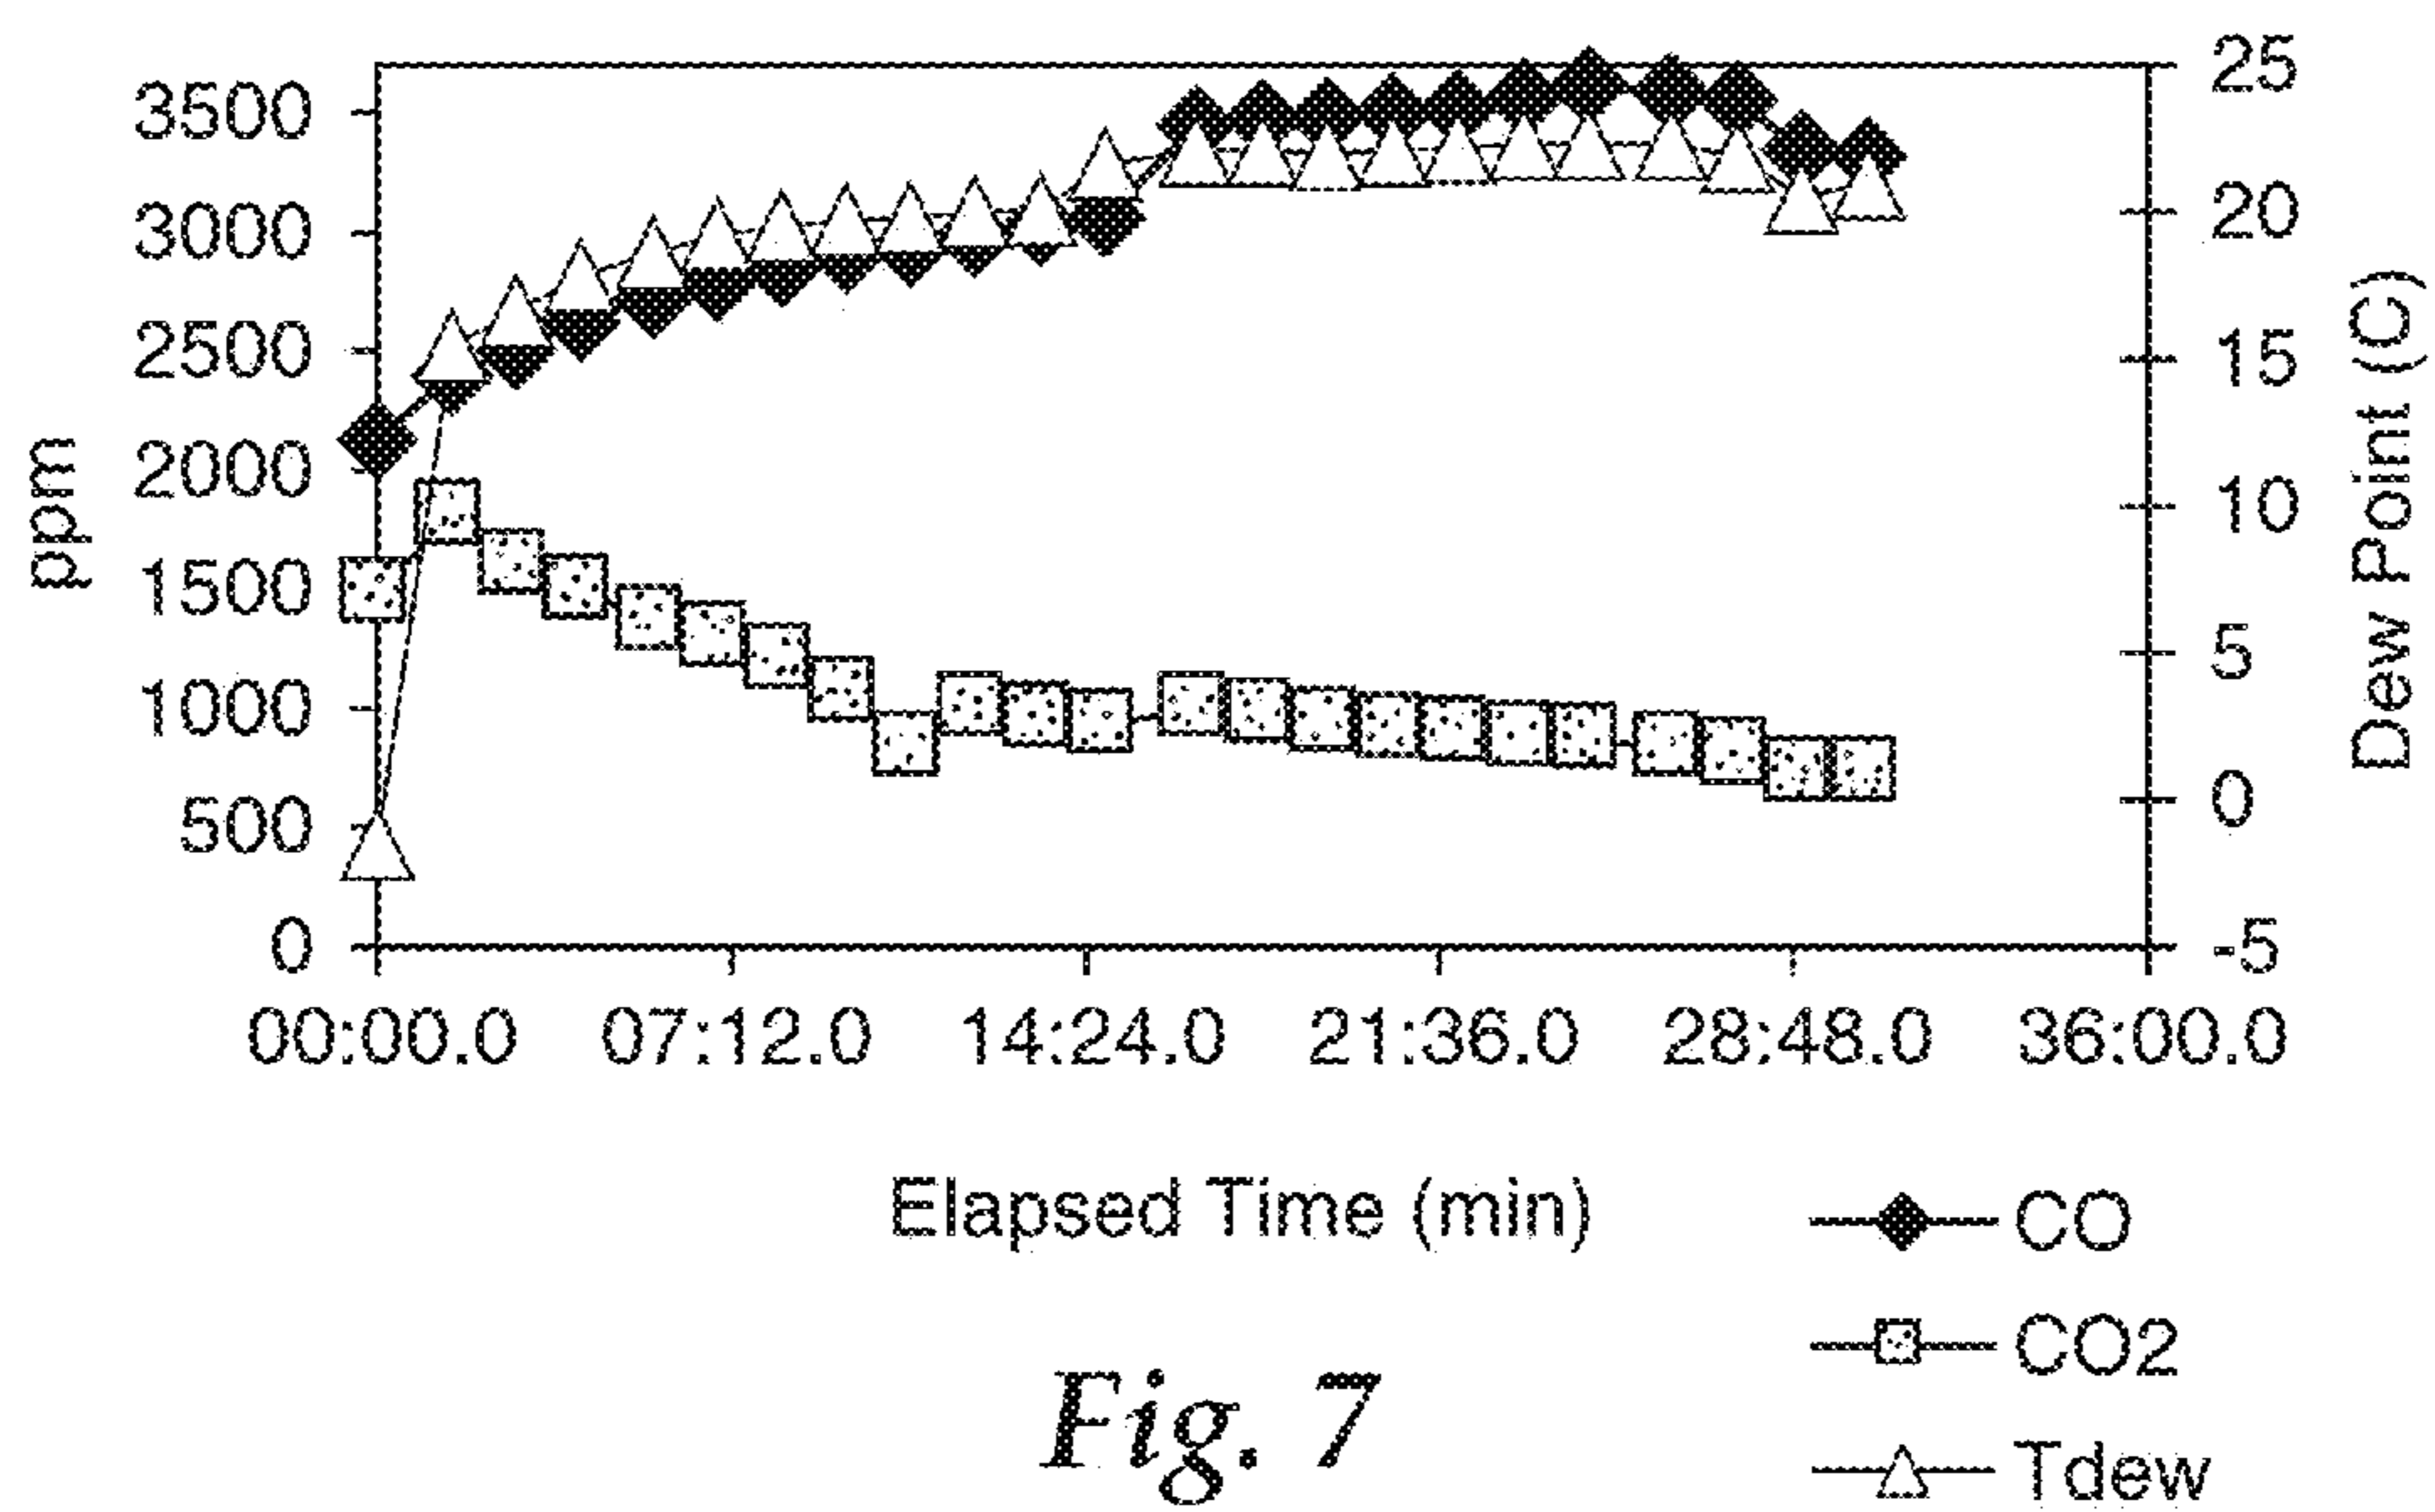 3500
3000
2500
2000
1500
1000
500
0
ppm
25
20
15
10
5
0
-5
Dew Point (C)
00:00.0 07:12.0 14:24.0 21:36.0 28:48.0 36:00.0
Elapsed Time (min)
CO
CO2
Tdew
Fig. 7